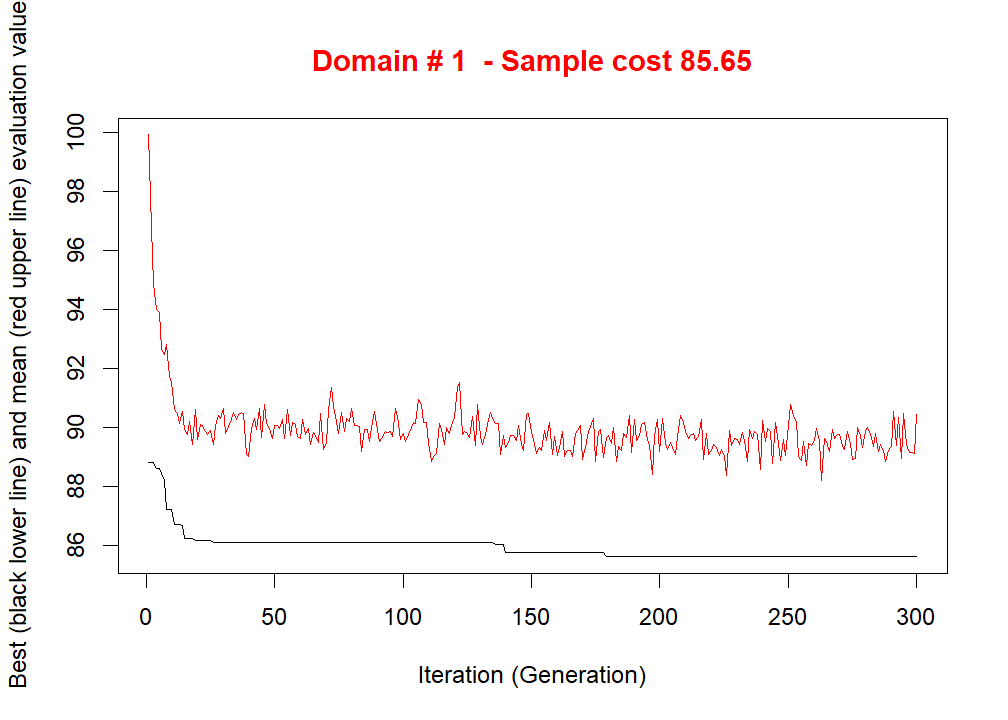 Domain # 1 - Sample cost 85.65
Best (black lower line) and mean (red upper line) evaluation value
100
98
96
94
92
90
88
86
0 50 100 150 200 250 300
Iteration (Generation)